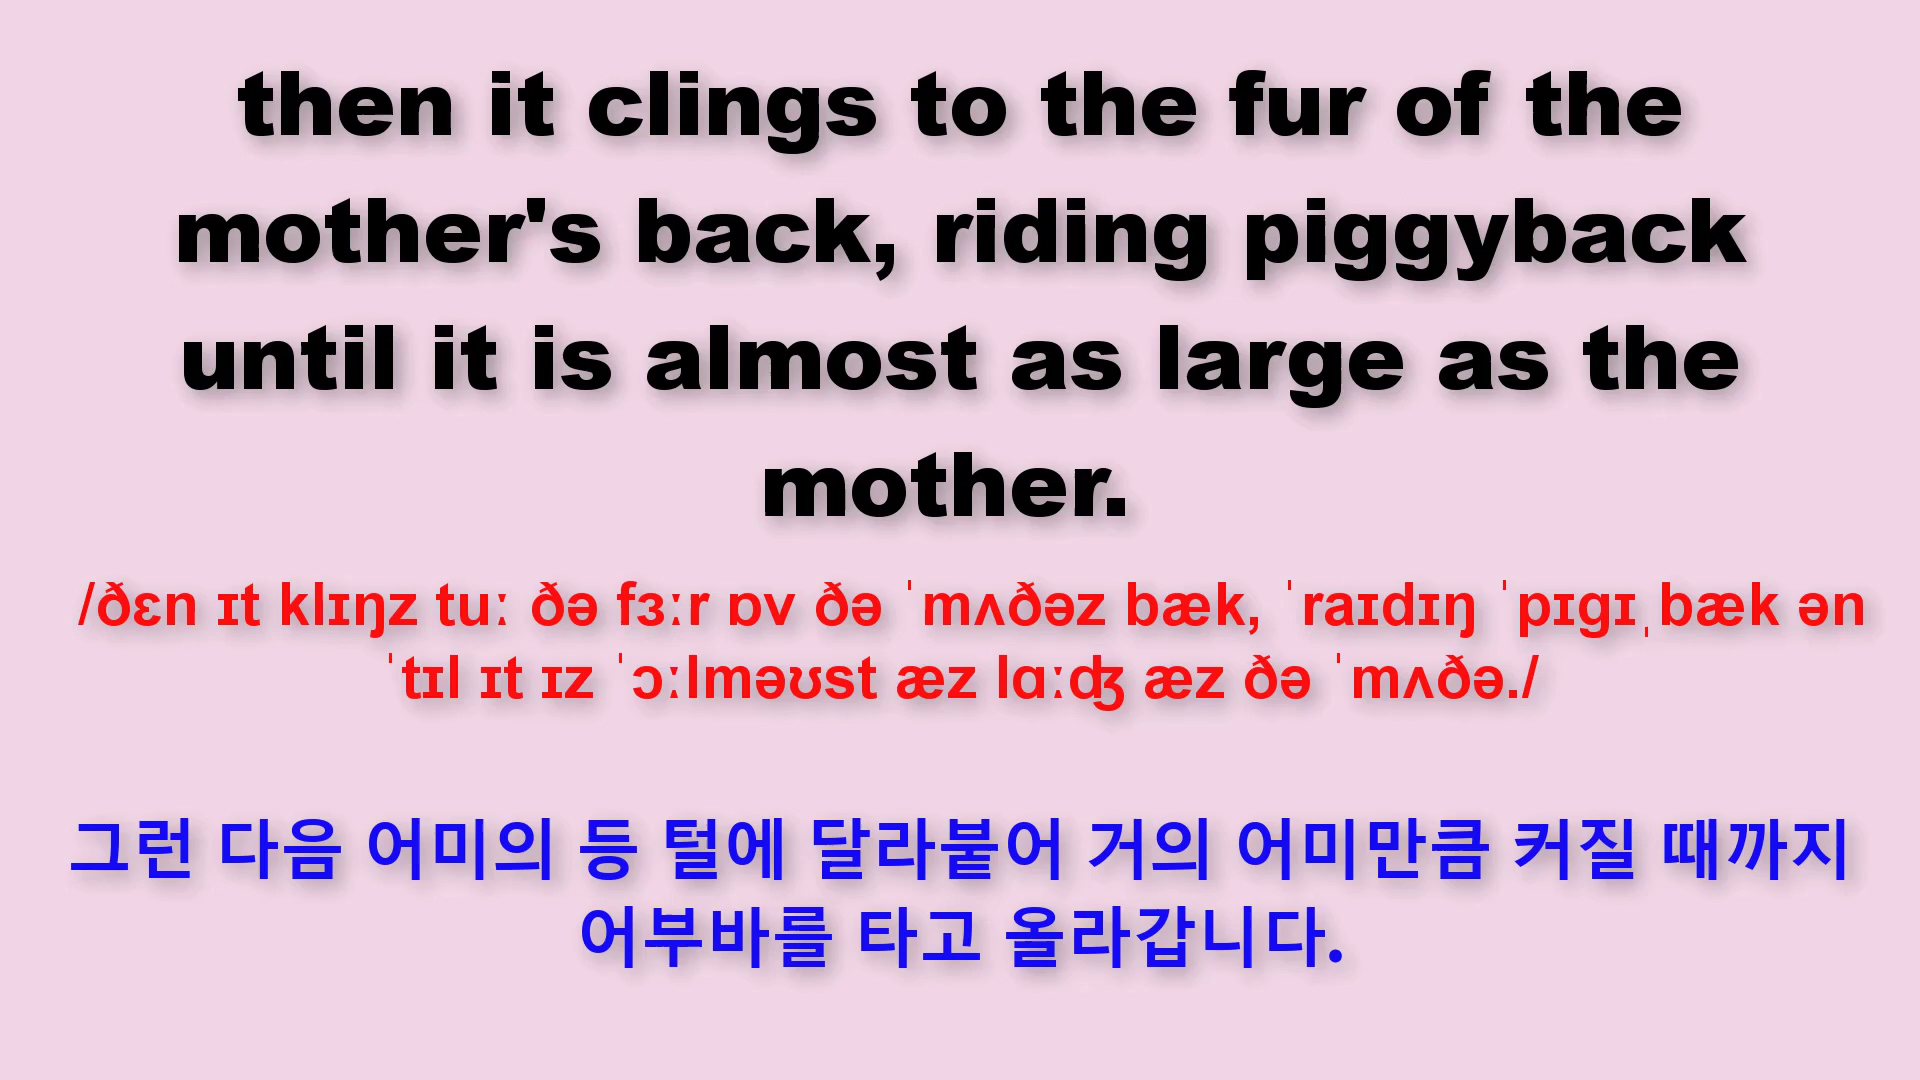 then it clings to the fur of the
mother's back, riding piggyback
until it is almost as large as the
mother.
/ðɛn ɪt klɪŋz tuː ðə fɜːr ɒv ðə ˈmʌðəz bæk, ˈraɪdɪŋ ˈpɪgɪˌbæk ən
ˈtɪl ɪt ɪz ˈɔːlməʊst æz lɑːʤ æz ðə ˈmʌðə./
그런 다음 어미의 등 털에 달라붙어 거의 어미만큼 커질 때까지
어부바를 타고 올라갑니다.